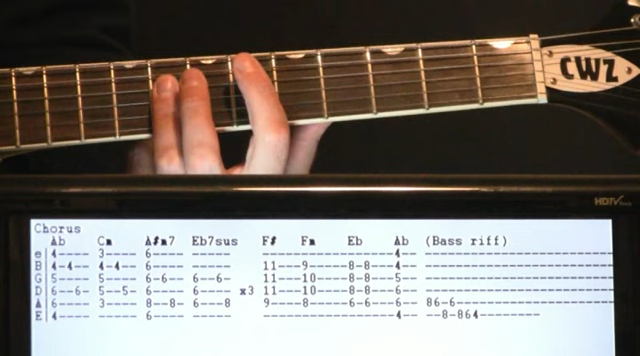 CWZ
HDTV
Chorus
Ab Cm A#m7 Eb7sus F# Fm Eb Ab (Bass riff)
e|4----- 3----- 6----- ------------------4-----------------------
B|4--4-- 4--4-- 6----- 11---9-----8-8----4-----------------------
G|5----- 5----- 6--6-- 6---6-- 11---10----8-8----5-----------------------
D|6---6- 5---5- 6----- 6----- x3 11---10----8-8----6-----------------------
A|6----- 3----- 8---8- 6----8 9----8-----6-6----6-- 86--6------------------
E|4----- 6----- ------------------4-- --8-864---------